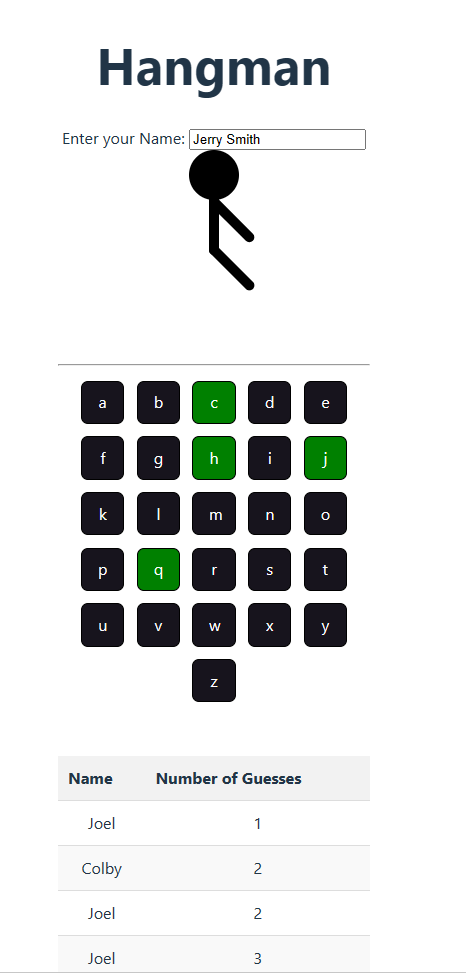 Hangman
Enter your Name: Jerry Smith
a b c d e
f g h i j
k l m n o
p q r s t
u v w x y
z
Name Number of Guesses
Joel 1
Colby 2
Joel 2
Joel 3